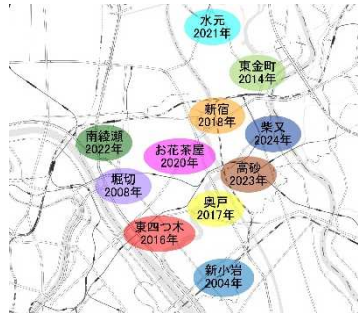 水元
2021年
東金町
2014年
新宿
2018年
柴又
2024年
南綾瀬
2022年
お花茶屋
2020年
高砂
2023年
堀切
2008年
奥戸
2017年
東四つ木
2016年
新小岩
2004年